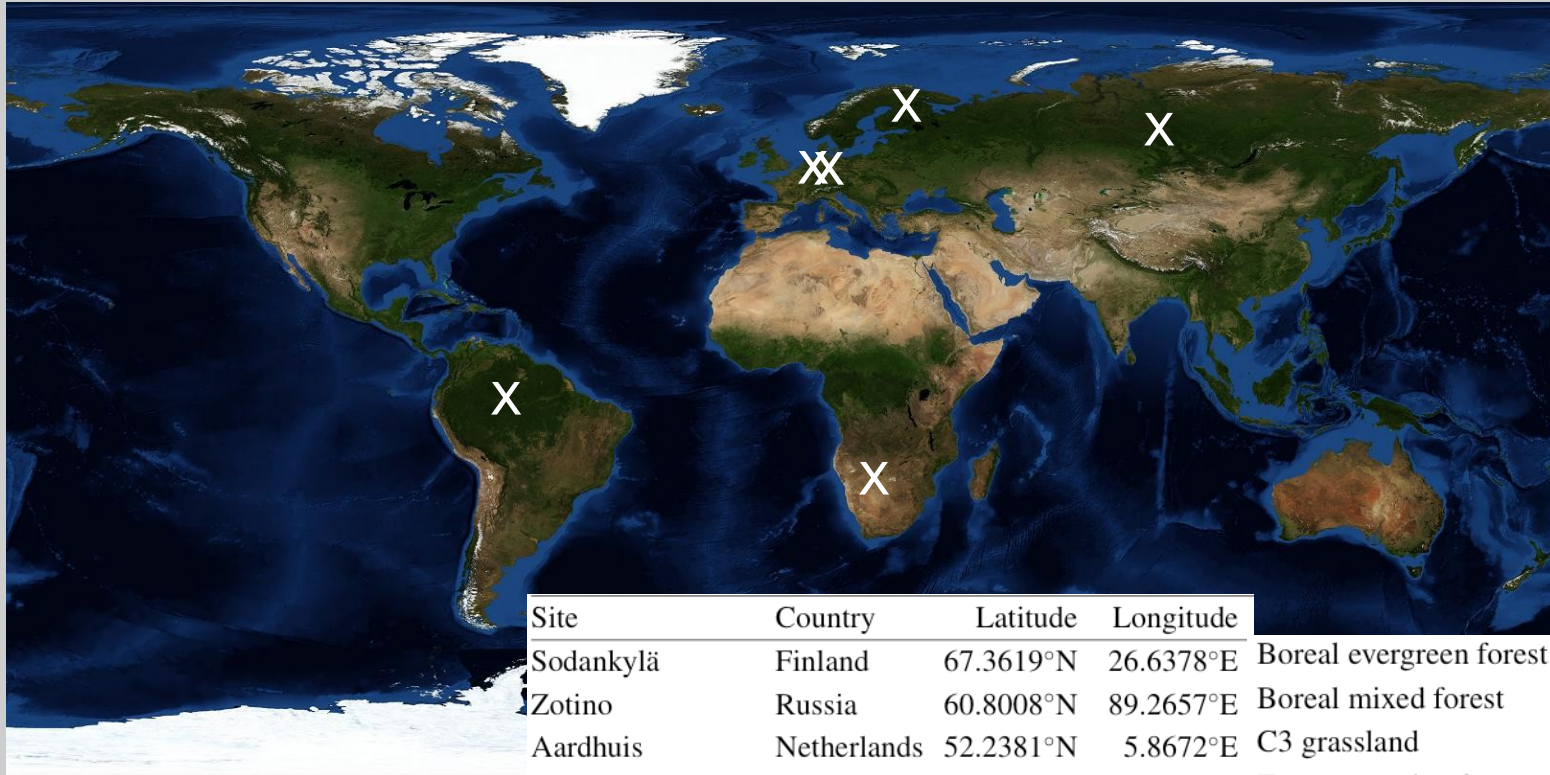 X
X
X X
X
X
Site Country Latitude Longitude
Sodankylä Finland 67.3619°N 26.6378°E Boreal evergreen forest
Zotino Russia 60.8008°N 89.2657°E Boreal mixed forest
Aardhuis Netherlands 52.2381°N 5.8672°E C3 grassland